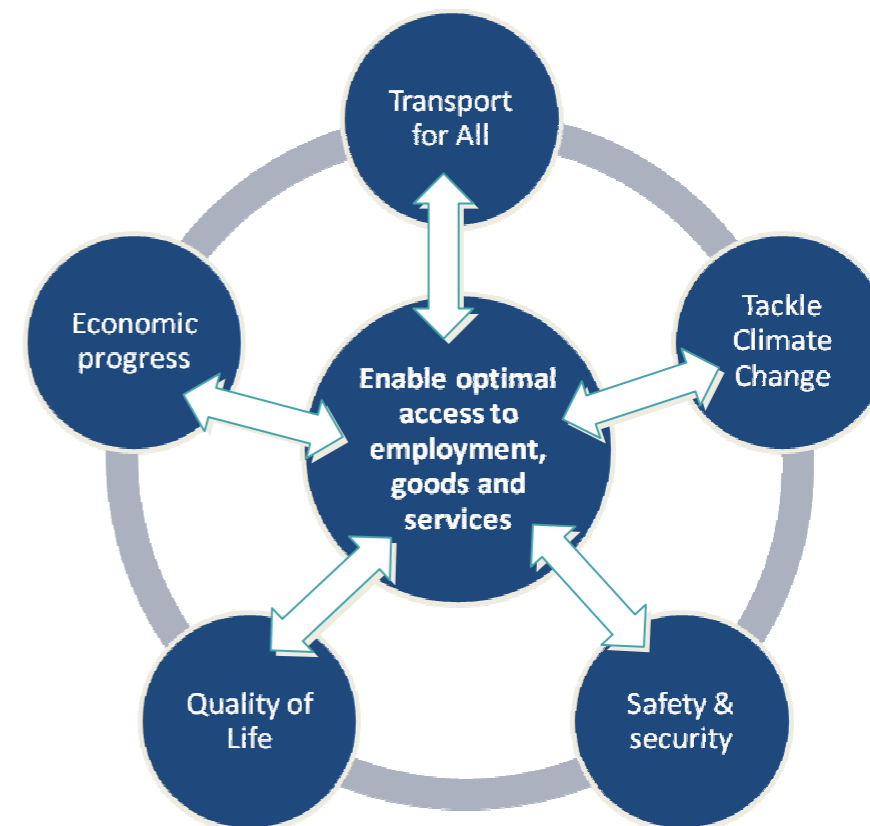 Transport
for All
Tackle
Climate
Change
Safety &
security
Quality of
Life
Economic
progress
Enable optimal
access to
employment,
goods and
services